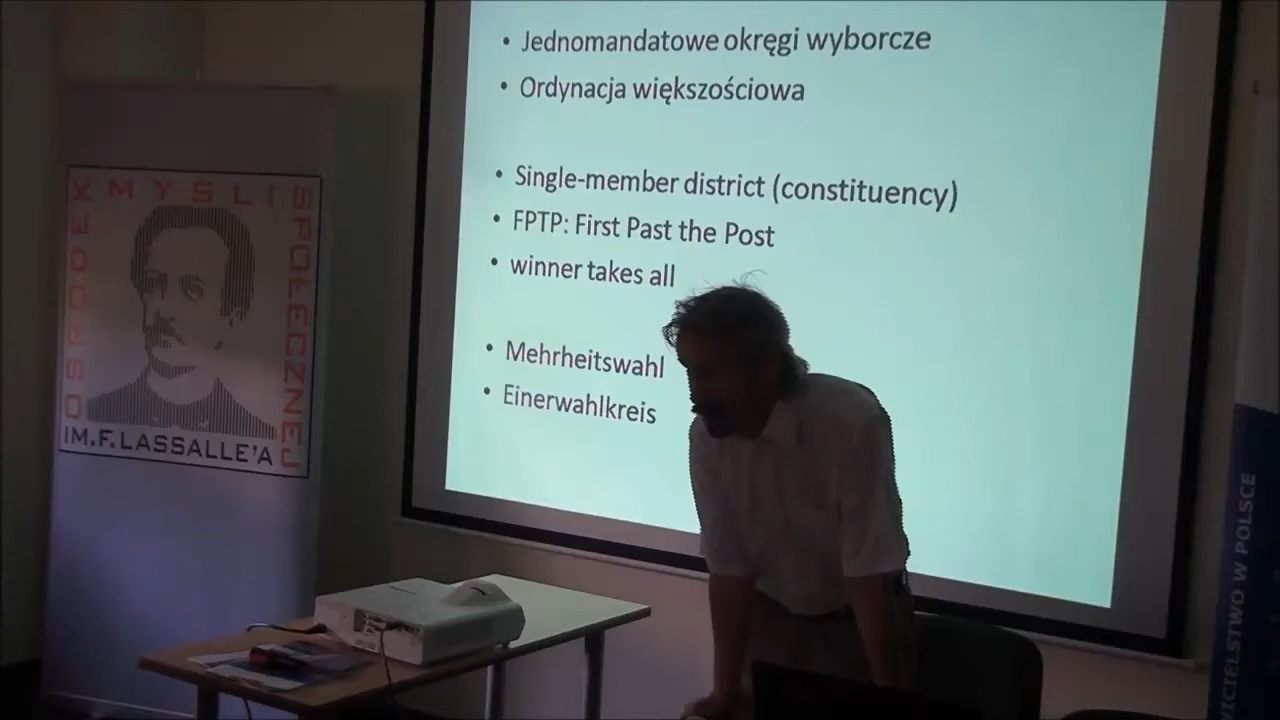 Jednomandatowe okręgi wyborcze
Ordynacja większościowa
Single-member district (constituency)
FPTP: First Past the Post
winner takes all
Mehrheitswahl
Einerwahlkreis
OŚRODEK
MYŚLI
SPOŁECZNEJ
IM.F.LASSALLE'A
W POLSCE